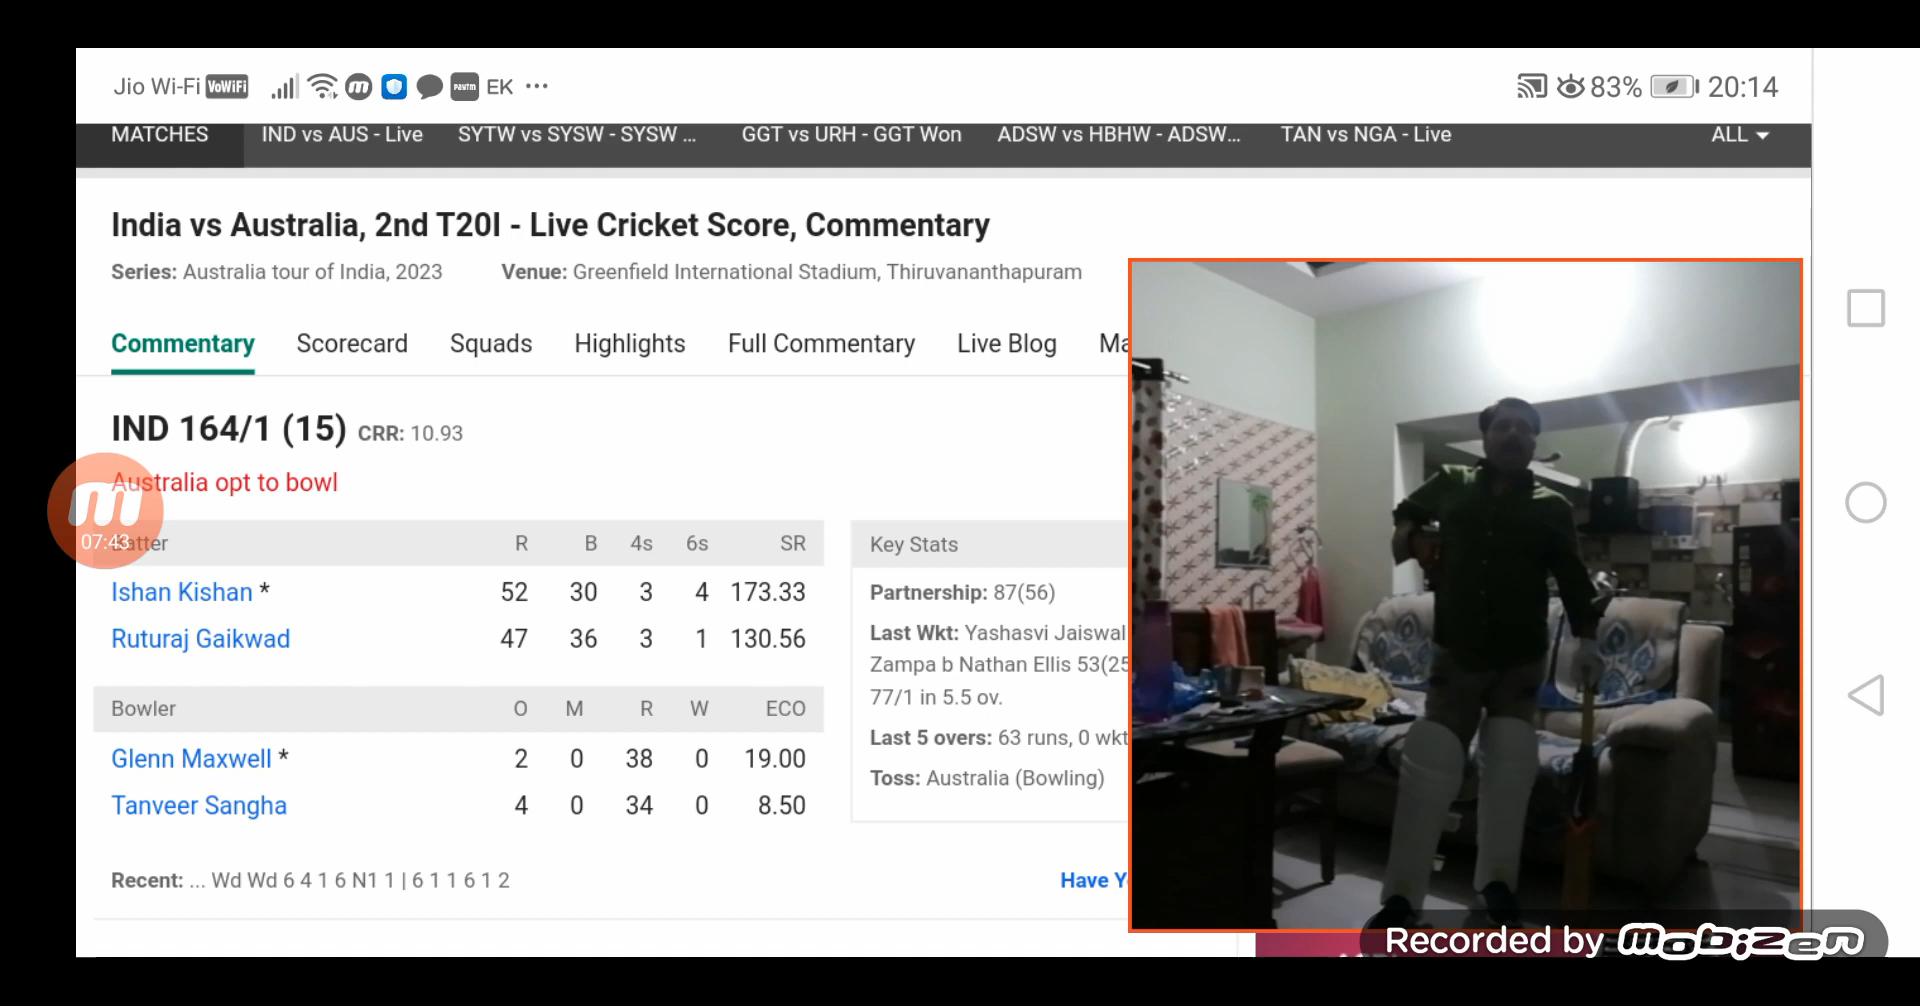 Jio Wi-Fi VoWiFi m paytm EK ... 83% 20:14
MATCHES IND vs AUS - Live SYTW vs SYSW - SYSW ... GGT vs URH - GGT Won ADSW vs HBHW - ADSW... TAN vs NGA - Live ALL
India vs Australia, 2nd T20I - Live Cricket Score, Commentary
Series: Australia tour of India, 2023 Venue: Greenfield International Stadium, Thiruvananthapuram
Commentary Scorecard Squads Highlights Full Commentary Live Blog Ma
IND 164/1 (15) CRR: 10.93
Australia opt to bowl
m
07:43
Batter R B 4s 6s SR
Ishan Kishan * 52 30 3 4 173.33
Ruturaj Gaikwad 47 36 3 1 130.56
Bowler O M R W ECO
Glenn Maxwell * 2 0 38 0 19.00
Tanveer Sangha 4 0 34 0 8.50
Key Stats
Partnership: 87(56)
Last Wkt: Yashasvi Jaiswal
Zampa b Nathan Ellis 53(25
77/1 in 5.5 ov.
Last 5 overs: 63 runs, 0 wkt
Toss: Australia (Bowling)
Recent: ... Wd Wd 6 4 1 6 N1 1 | 6 1 1 6 1 2
Have Y
Recorded by mobizen